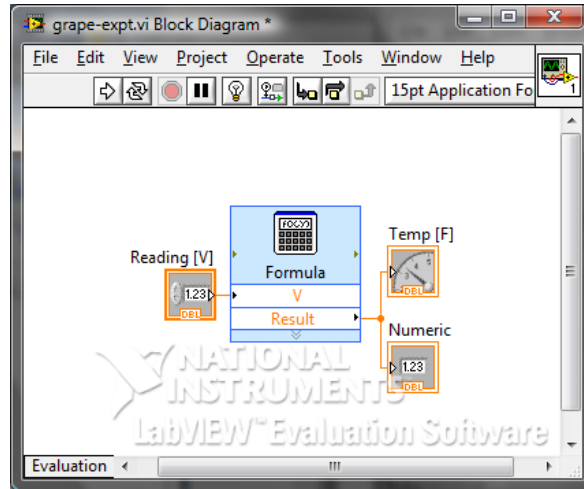 grape-expt.vi Block Diagram *
File Edit View Project Operate Tools Window Help
15pt Application Fo
1
F(X,Y)
Temp [F]
Reading [V]
Formula
1.23
DBL
V
DBL
Result
Numeric
1.23
DBL
NATIONAL
INSTRUMENTS
LabVIEW™ Evaluation Software
Evaluation